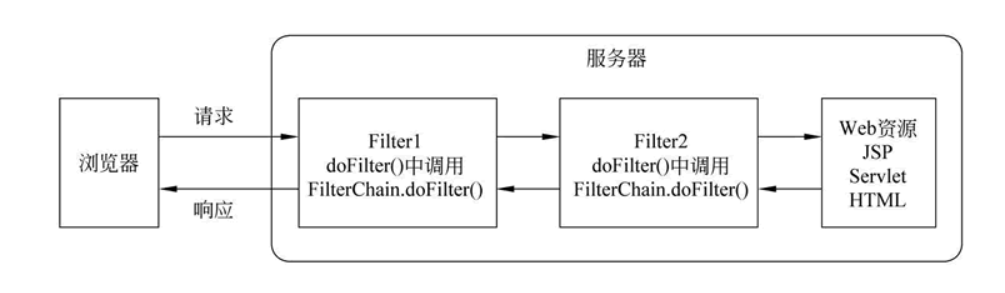 服务器
浏览器
请求
响应
Filter1
doFilter()中调用
FilterChain.doFilter()
Filter2
doFilter()中调用
FilterChain.doFilter()
Web资源
JSP
Servlet
HTML